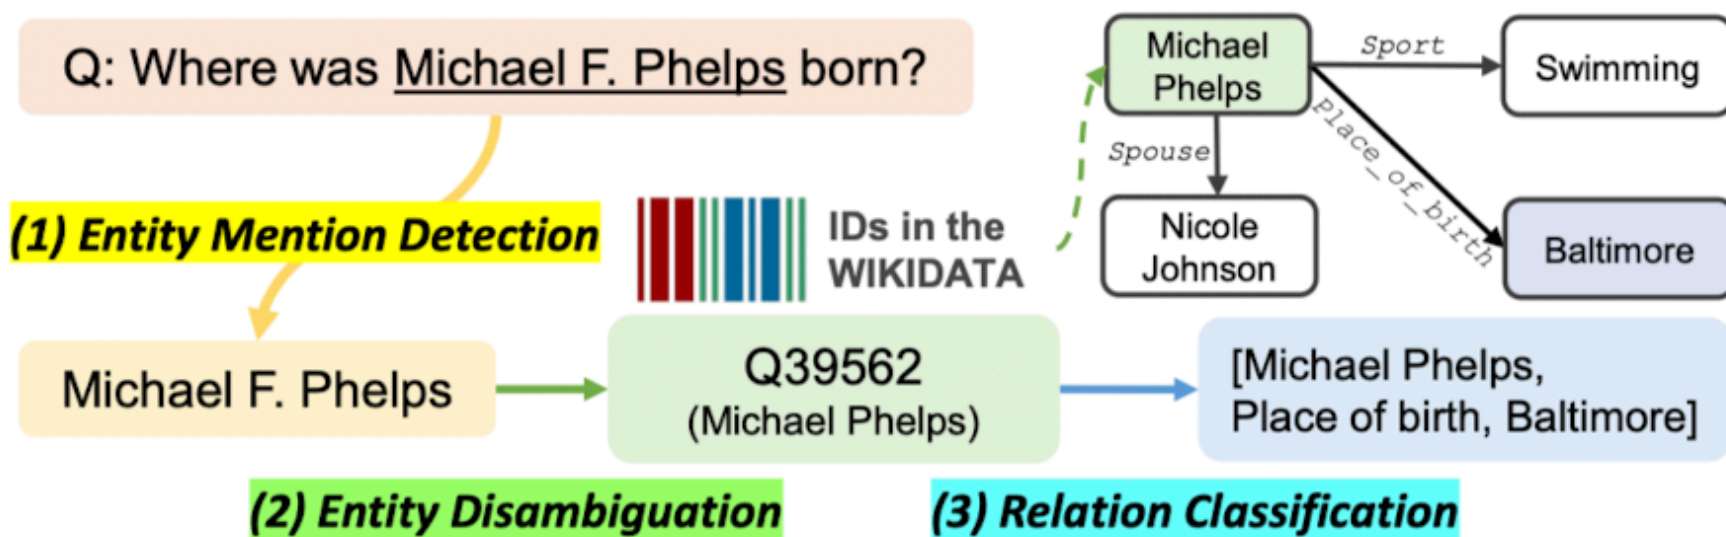 Q: Where was Michael F. Phelps born?
(1) Entity Mention Detection
Michael F. Phelps
IDs in the
WIKIDATA
Q39562
(Michael Phelps)
(2) Entity Disambiguation
Michael
Phelps
Sport
Swimming
Spouse
Place_of_birth
Nicole
Johnson
Baltimore
[Michael Phelps,
Place of birth, Baltimore]
(3) Relation Classification